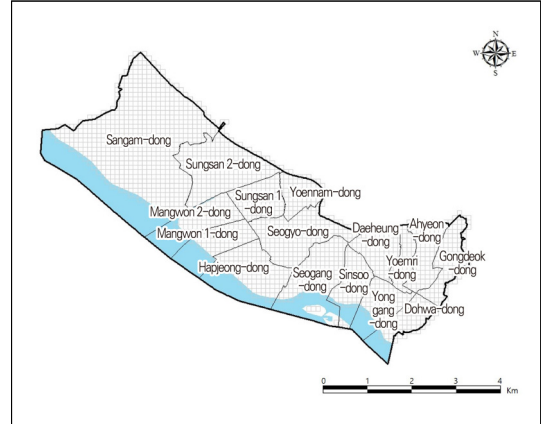 N
W E
S
Sangam-dong
Sungsan 2-dong
Sungsan 1
-dong
Yoennam-dong
Mangwon 2-dong
Mangwon 1-dong
Seogyo-dong
Hapjeong-dong
Daeheung
-dong
Ahyeon
-dong
Yoemri
-dong
Gongdeok
-dong
Seogang
-dong
Sinsoo
-dong
Yong
gang
-dong
Dohwa-dong
0 1 2 3 4
Km